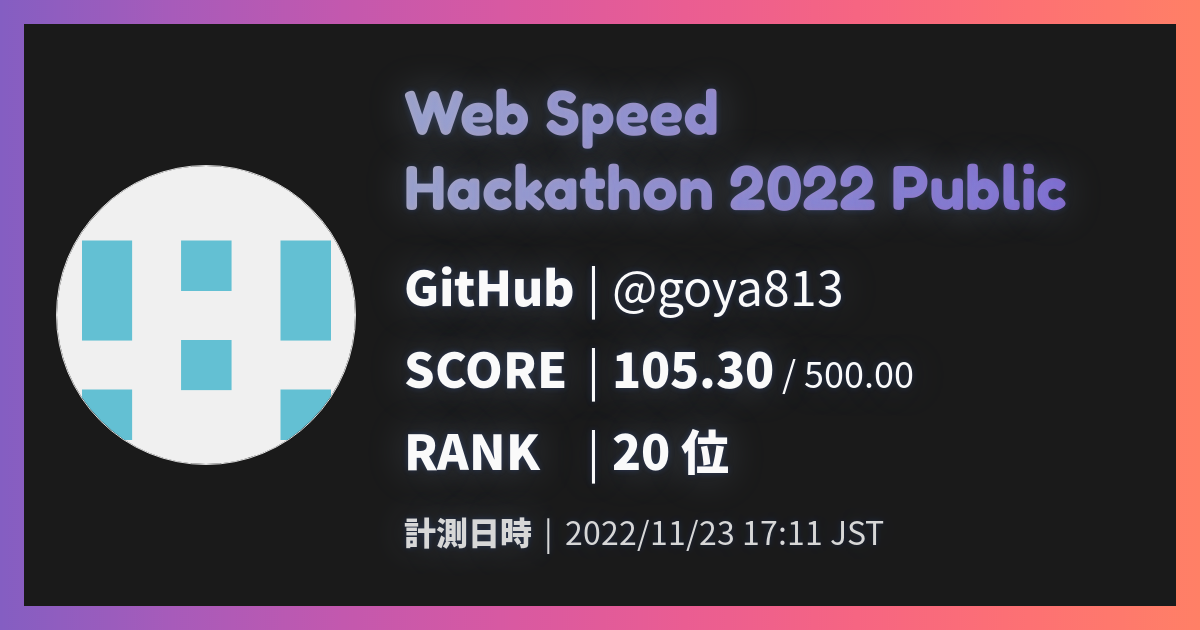 Web Speed
Hackathon 2022 Public
GitHub | @goya813
SCORE | 105.30 / 500.00
RANK | 20 位
計測日時 | 2022/11/23 17:11 JST